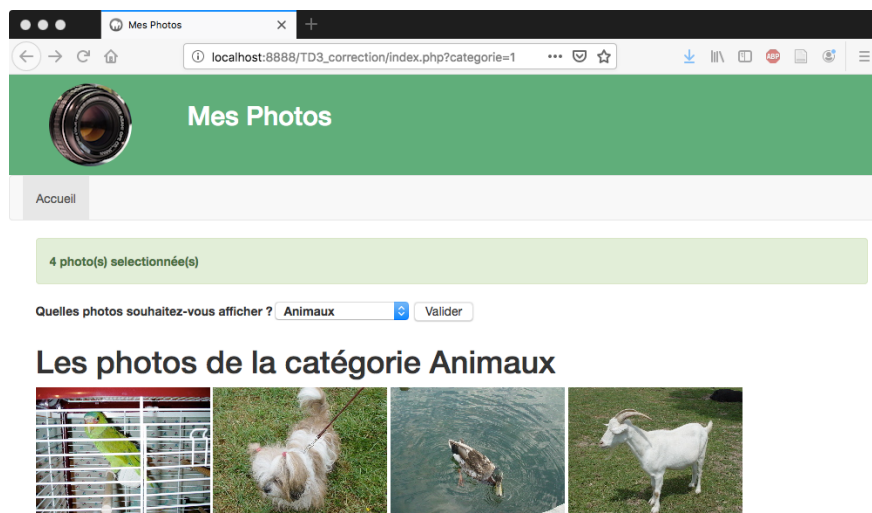 Mes Photos
localhost:8888/TD3_correction/index.php?categorie=1
ABP
Mes Photos
Accueil
4 photo(s) selectionnée(s)
Quelles photos souhaitez-vous afficher ? Animaux Valider
Les photos de la catégorie Animaux